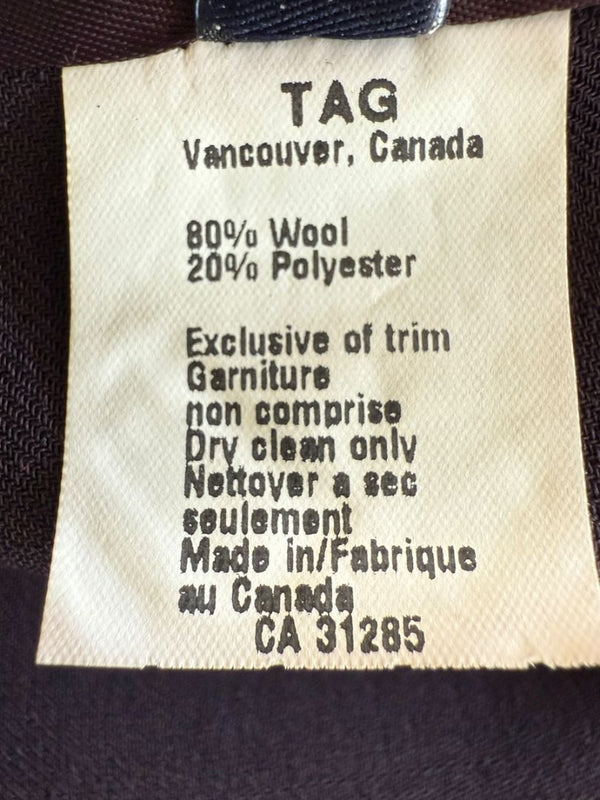 TAG
Vancouver, Canada
80% Wool
20% Polyester
Exclusive of trim
Garniture
non comprise
Dry clean only
Nettoyer a sec
seulement
Made in/Fabrique
au Canada
CA 31285